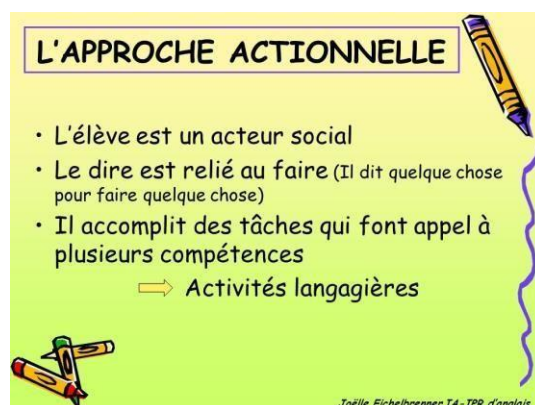 L'APPROCHE ACTIONNELLE
• L'élève est un acteur social
• Le dire est relié au faire (Il dit quelque chose
pour faire quelque chose)
• Il accomplit des tâches qui font appel à
plusieurs compétences
Activités langagières
Joëlle Eichelbrenner IA-IPR d'anglais